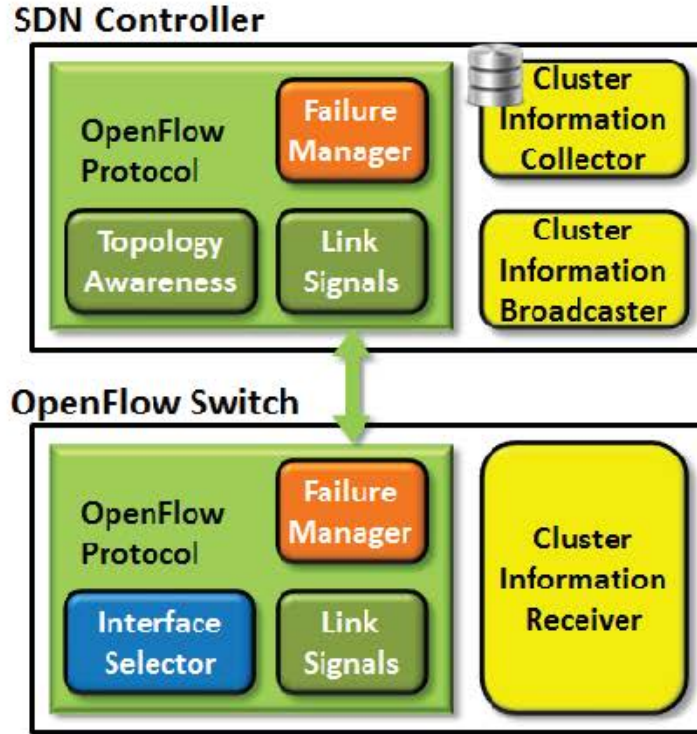 SDN Controller
OpenFlow
Protocol
Failure
Manager
Topology
Awareness
Link
Signals
Cluster
Information
Collector
Cluster
Information
Broadcaster
OpenFlow Switch
OpenFlow
Protocol
Failure
Manager
Interface
Selector
Link
Signals
Cluster
Information
Receiver